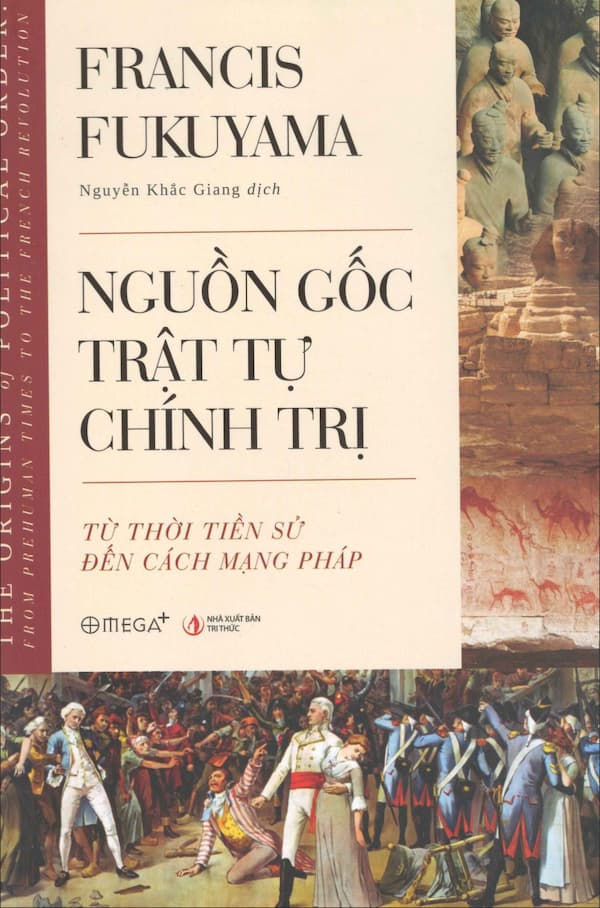 FRANCIS
FUKUYAMA
Nguyễn Khắc Giang dịch
NGUỒN GỐC
TRẬT TỰ
CHÍNH TRỊ
TỪ THỜI TIỀN SỬ
ĐẾN CÁCH MẠNG PHÁP
OMEGA+
NHÀ XUẤT BẢN
TRI THỨC
THE ORIGINS of POLITICAL ORDER:
FROM PREHUMAN TIMES TO THE FRENCH REVOLUTION